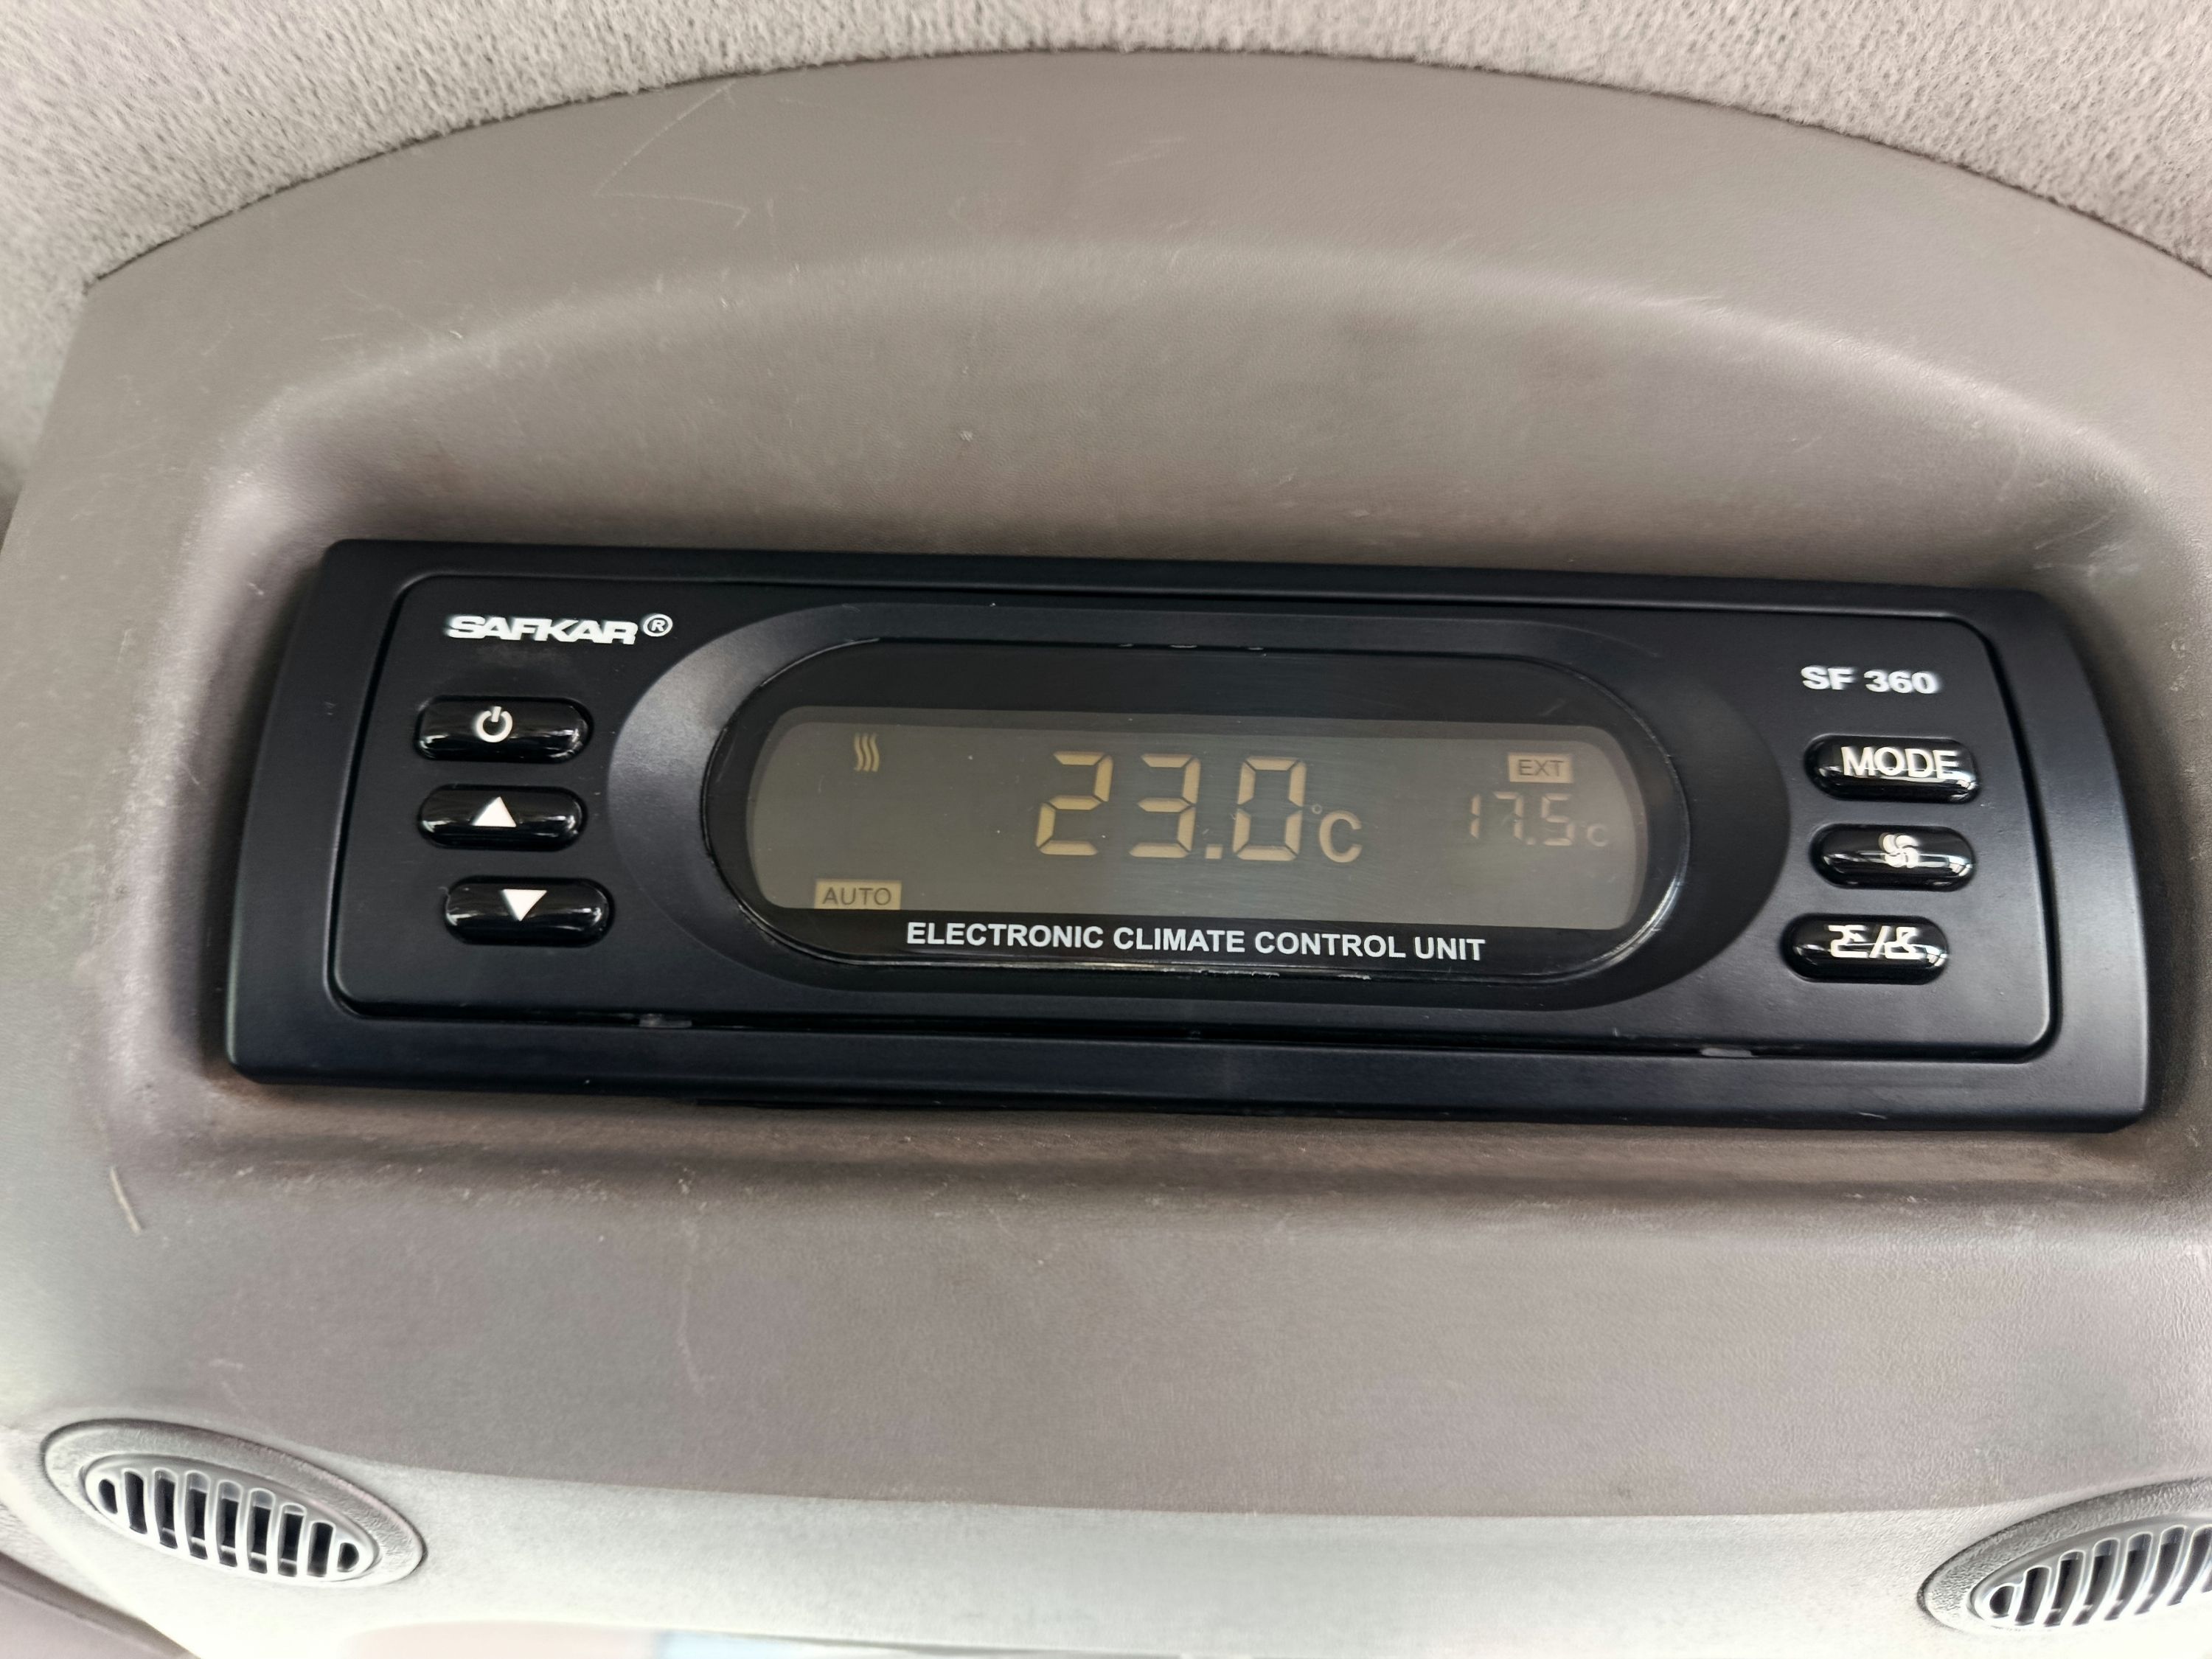 SAFKAR®
SF 360
MODE
23.0°C
EXT
17.5°C
AUTO
ELECTRONIC CLIMATE CONTROL UNIT